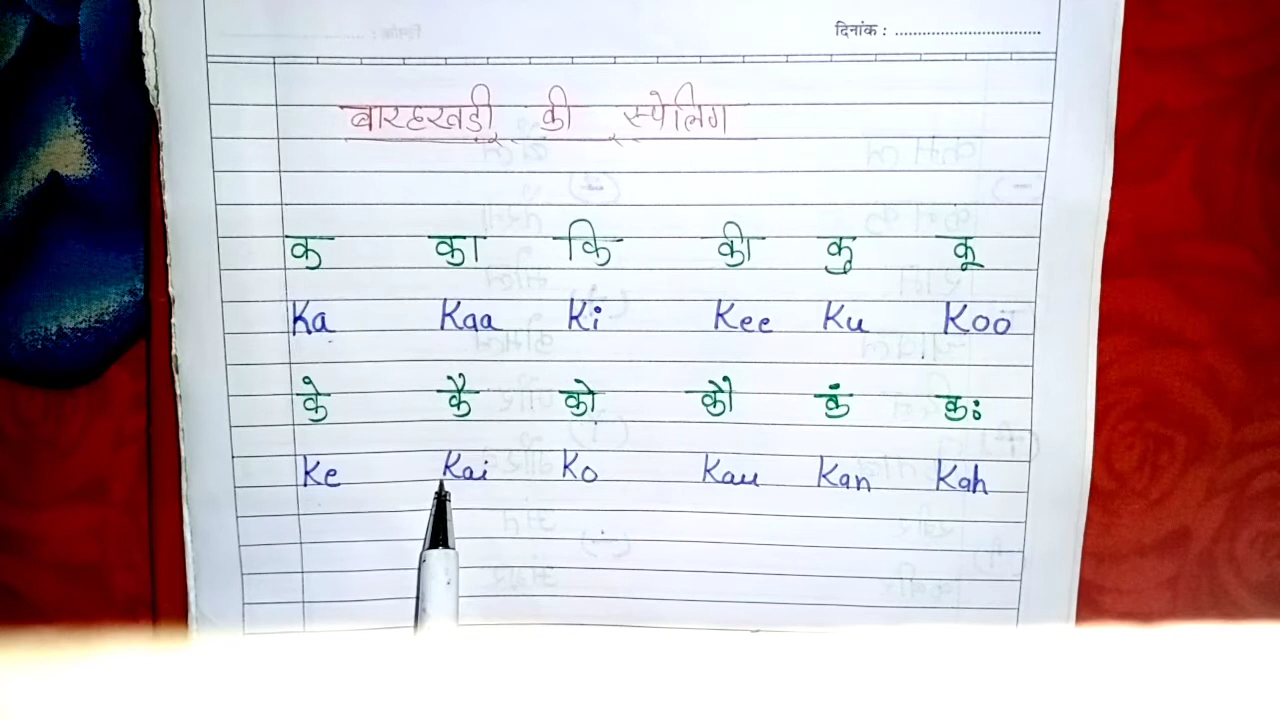 दिनांक : ..................................
बारहखड़ी की स्पेलिग
क का कि की कु कू
Ka Kaa Ki Kee Ku Koo
के कै को कौ कं कः
Ke Kai Ko Kau Kan Kah